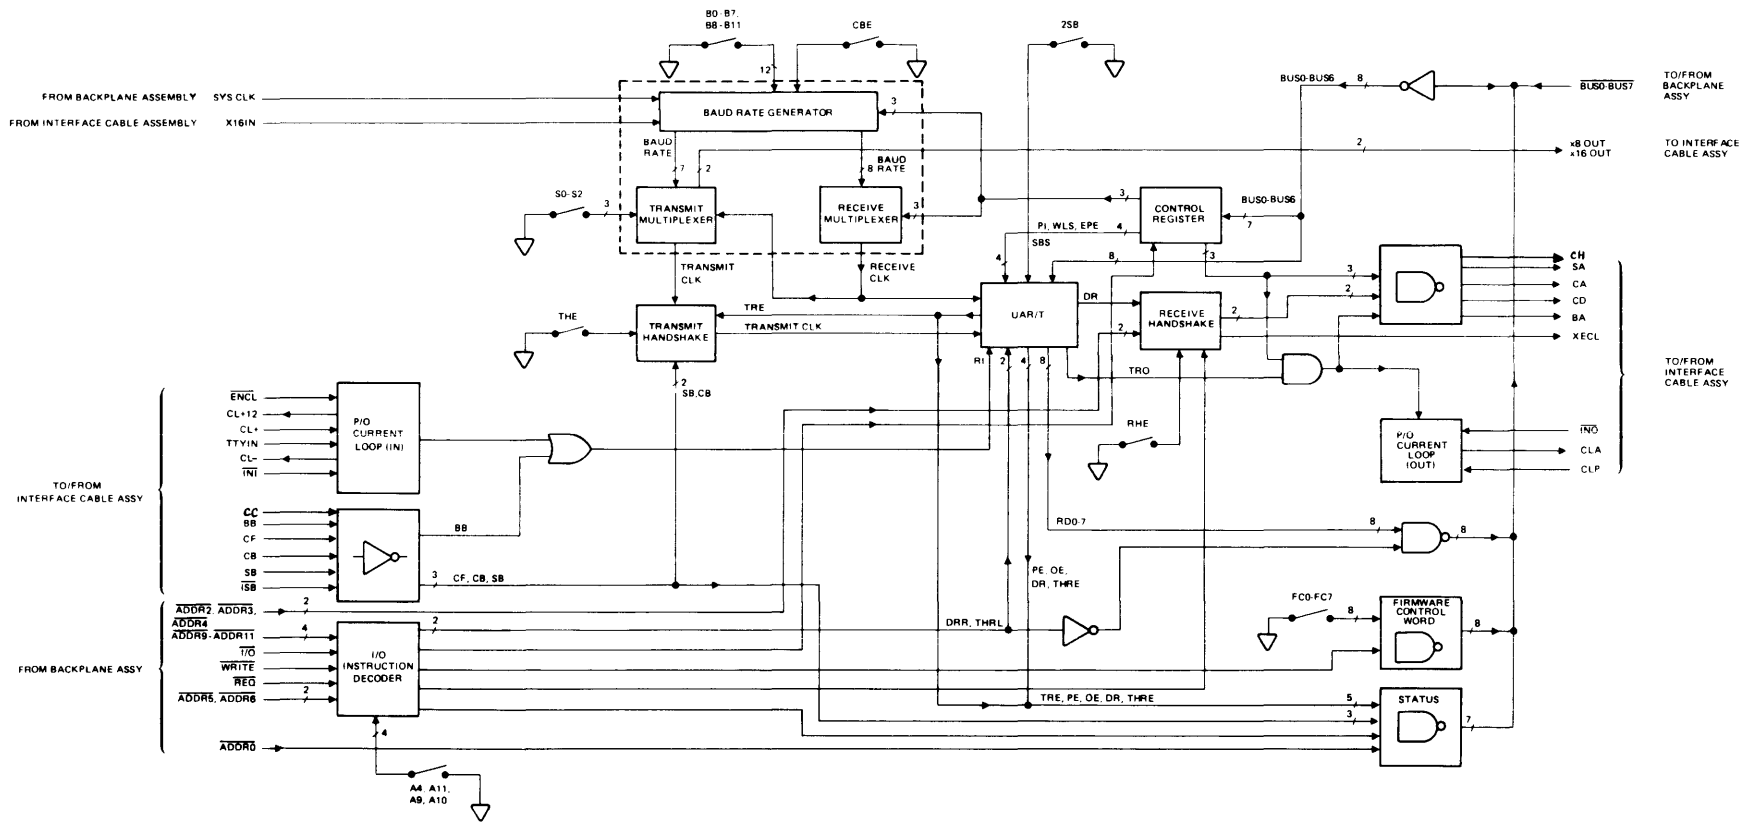 B0-B7,
B8-B11
CBE
2SB
12
BUS0-BUS6
8
BUS0-BUS7
TO/FROM
BACKPLANE
ASSY
FROM BACKPLANE ASSEMBLY SYS CLK
BAUD RATE GENERATOR
3
FROM INTERFACE CABLE ASSEMBLY X16IN
BAUD
RATE
7
2
BAUD
8 RATE
2
x8 OUT
x16 OUT
TO INTERFACE
CABLE ASSY
S0-S2
3
TRANSMIT
MULTIPLEXER
RECEIVE
MULTIPLEXER
3
3
CONTROL
REGISTER
BUS0-BUS6
7
PI, WLS, EPE
4
SBS
4
8
3
TRANSMIT
CLK
RECEIVE
CLK
3
2
CH
SA
CA
CD
BA
XECL
THE
TRE
TRANSMIT
HANDSHAKE
TRANSMIT CLK
UAR/T
DR
2
RECEIVE
HANDSHAKE
2
RI
2
4
8
TRO
2
SB,CB
TO/FROM
INTERFACE
CABLE ASSY
ENCL
CL+12
CL+
TTYIN
CL-
INI
P/O
CURRENT
LOOP (IN)
RHE
P/O
CURRENT
LOOP
(OUT)
INO
CLA
CLP
TO/FROM
INTERFACE CABLE ASSY
CC
BB
CF
CB
SB
ISB
BB
3
CF, CB, SB
RD0-7
8
8
PE, OE,
DR, THRE
ADDR2, ADDR3,
ADDR4
2
ADDR9-ADDR11
4
I/O
WRITE
REQ
ADDR5, ADDR6
2
FROM BACKPLANE ASSY
I/O
INSTRUCTION
DECODER
2
DRR, THRL
FC0-FC7
8
FIRMWARE
CONTROL
WORD
8
TRE, PE, OE, DR, THRE
5
3
STATUS
7
4
ADDR0
A4, A11,
A9, A10